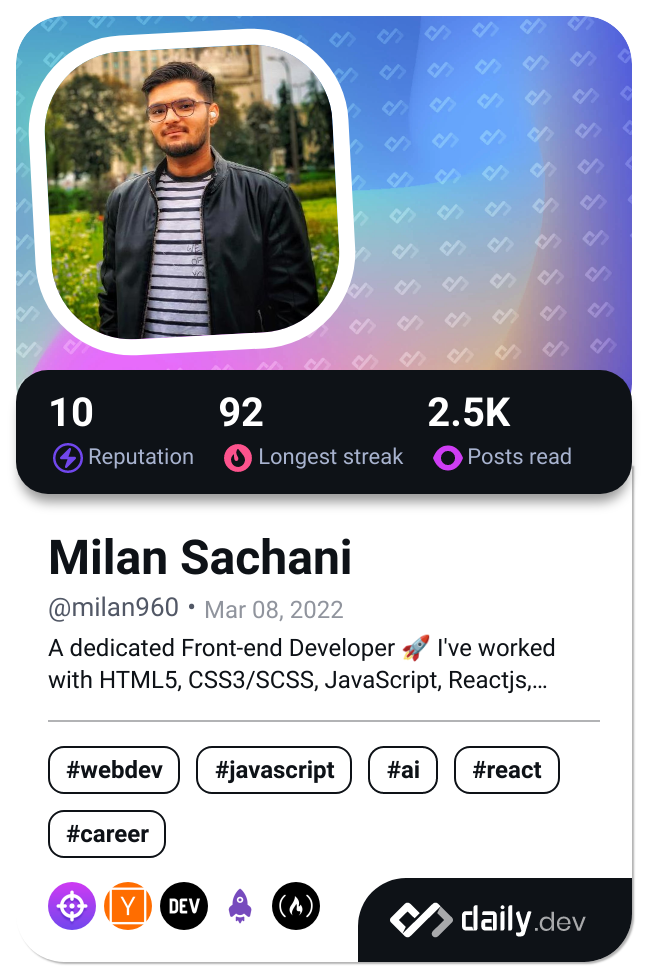 10
92
2.5K
Reputation
Longest streak
Posts read
Milan Sachani
@milan960 • Mar 08, 2022
A dedicated Front-end Developer 🚀 I've worked
with HTML5, CSS3/SCSS, JavaScript, Reactjs,...
#webdev
#javascript
#ai
#react
#career
Y
DEV
daily.dev